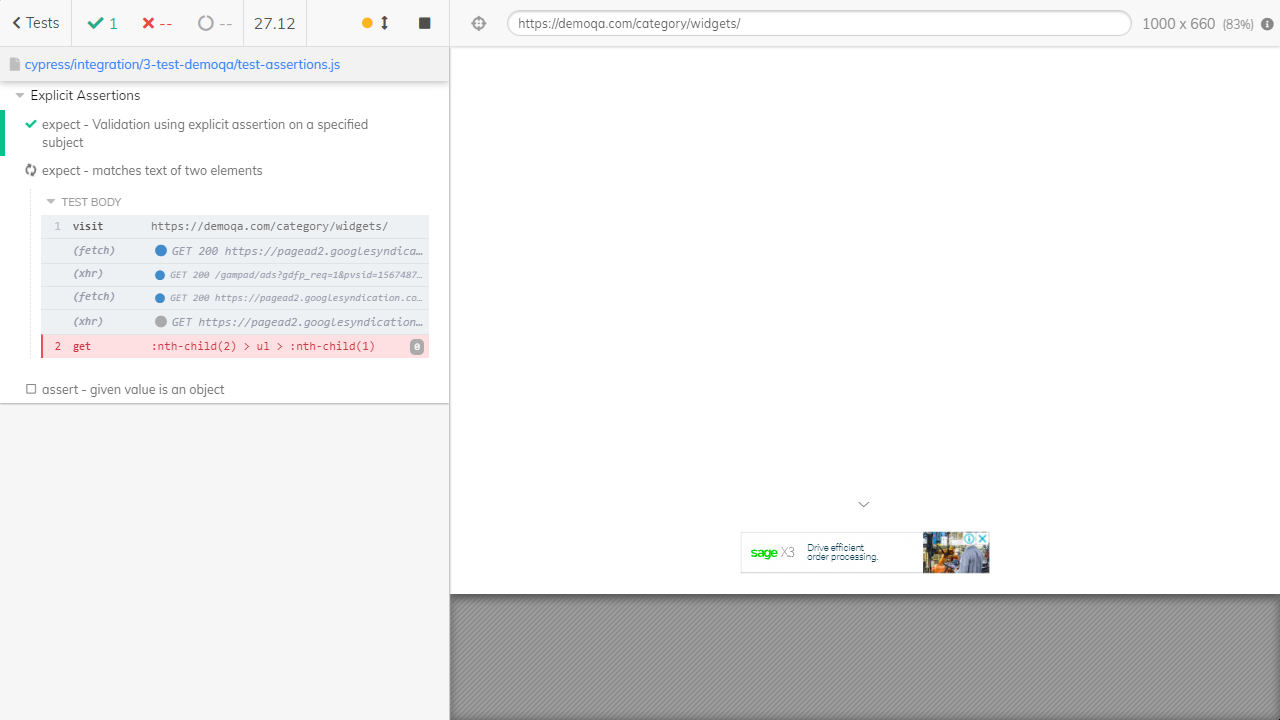 Tests 1 -- -- 27.12 https://demoqa.com/category/widgets/ 1000 x 660 (83%)
cypress/integration/3-test-demoqa/test-assertions.js
Explicit Assertions
expect - Validation using explicit assertion on a specified
subject
expect - matches text of two elements
TEST BODY
1 visit https://demoqa.com/category/widgets/
(fetch) GET 200 https://pagead2.googlesyndica…
(xhr) GET 200 /gampad/ads?gdfp_req=1&pvsid=1567487…
(fetch) GET 200 https://pagead2.googlesyndication.co…
(xhr) GET https://pagead2.googlesyndication…
2 get :nth-child(2) > ul > :nth-child(1) 0
assert - given value is an object
sage X3 Drive efficient
order processing.